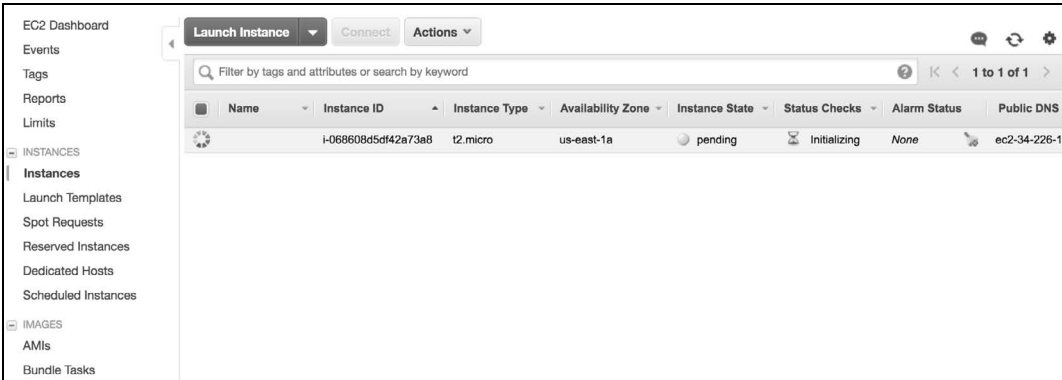 EC2 Dashboard
Events
Tags
Reports
Limits
INSTANCES
Instances
Launch Templates
Spot Requests
Reserved Instances
Dedicated Hosts
Scheduled Instances
IMAGES
AMIs
Bundle Tasks
Launch Instance Connect Actions
Filter by tags and attributes or search by keyword 1 to 1 of 1
Name Instance ID Instance Type Availability Zone Instance State Status Checks Alarm Status Public DNS
i-068608d5df42a73a8 t2.micro us-east-1a pending Initializing None ec2-34-226-1